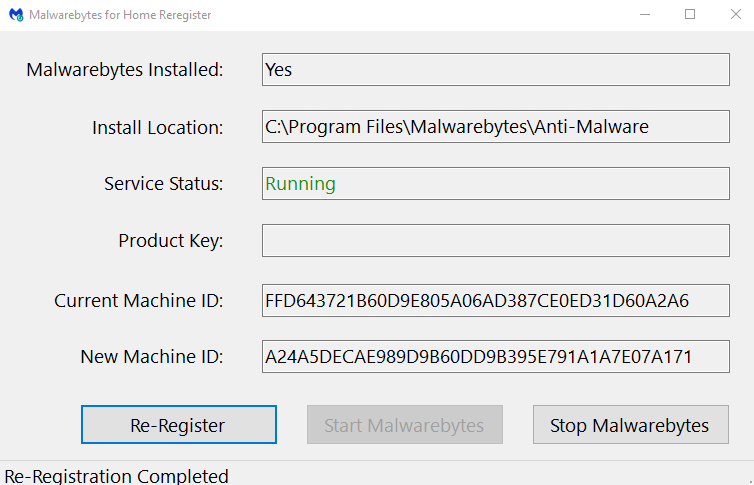 Malwarebytes for Home Reregister
Malwarebytes Installed: Yes
Install Location: C:\Program Files\Malwarebytes\Anti-Malware
Service Status: Running
Product Key:
Current Machine ID: FFD643721B60D9E805A06AD387CE0ED31D60A2A6
New Machine ID: A24A5DECAE989D9B60DD9B395E791A1A7E07A171
Re-Register Start Malwarebytes Stop Malwarebytes
Re-Registration Completed